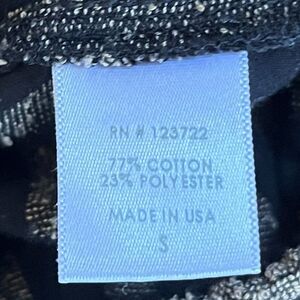 RN # 123722
77% COTTON
23% POLYESTER
MADE IN USA
S